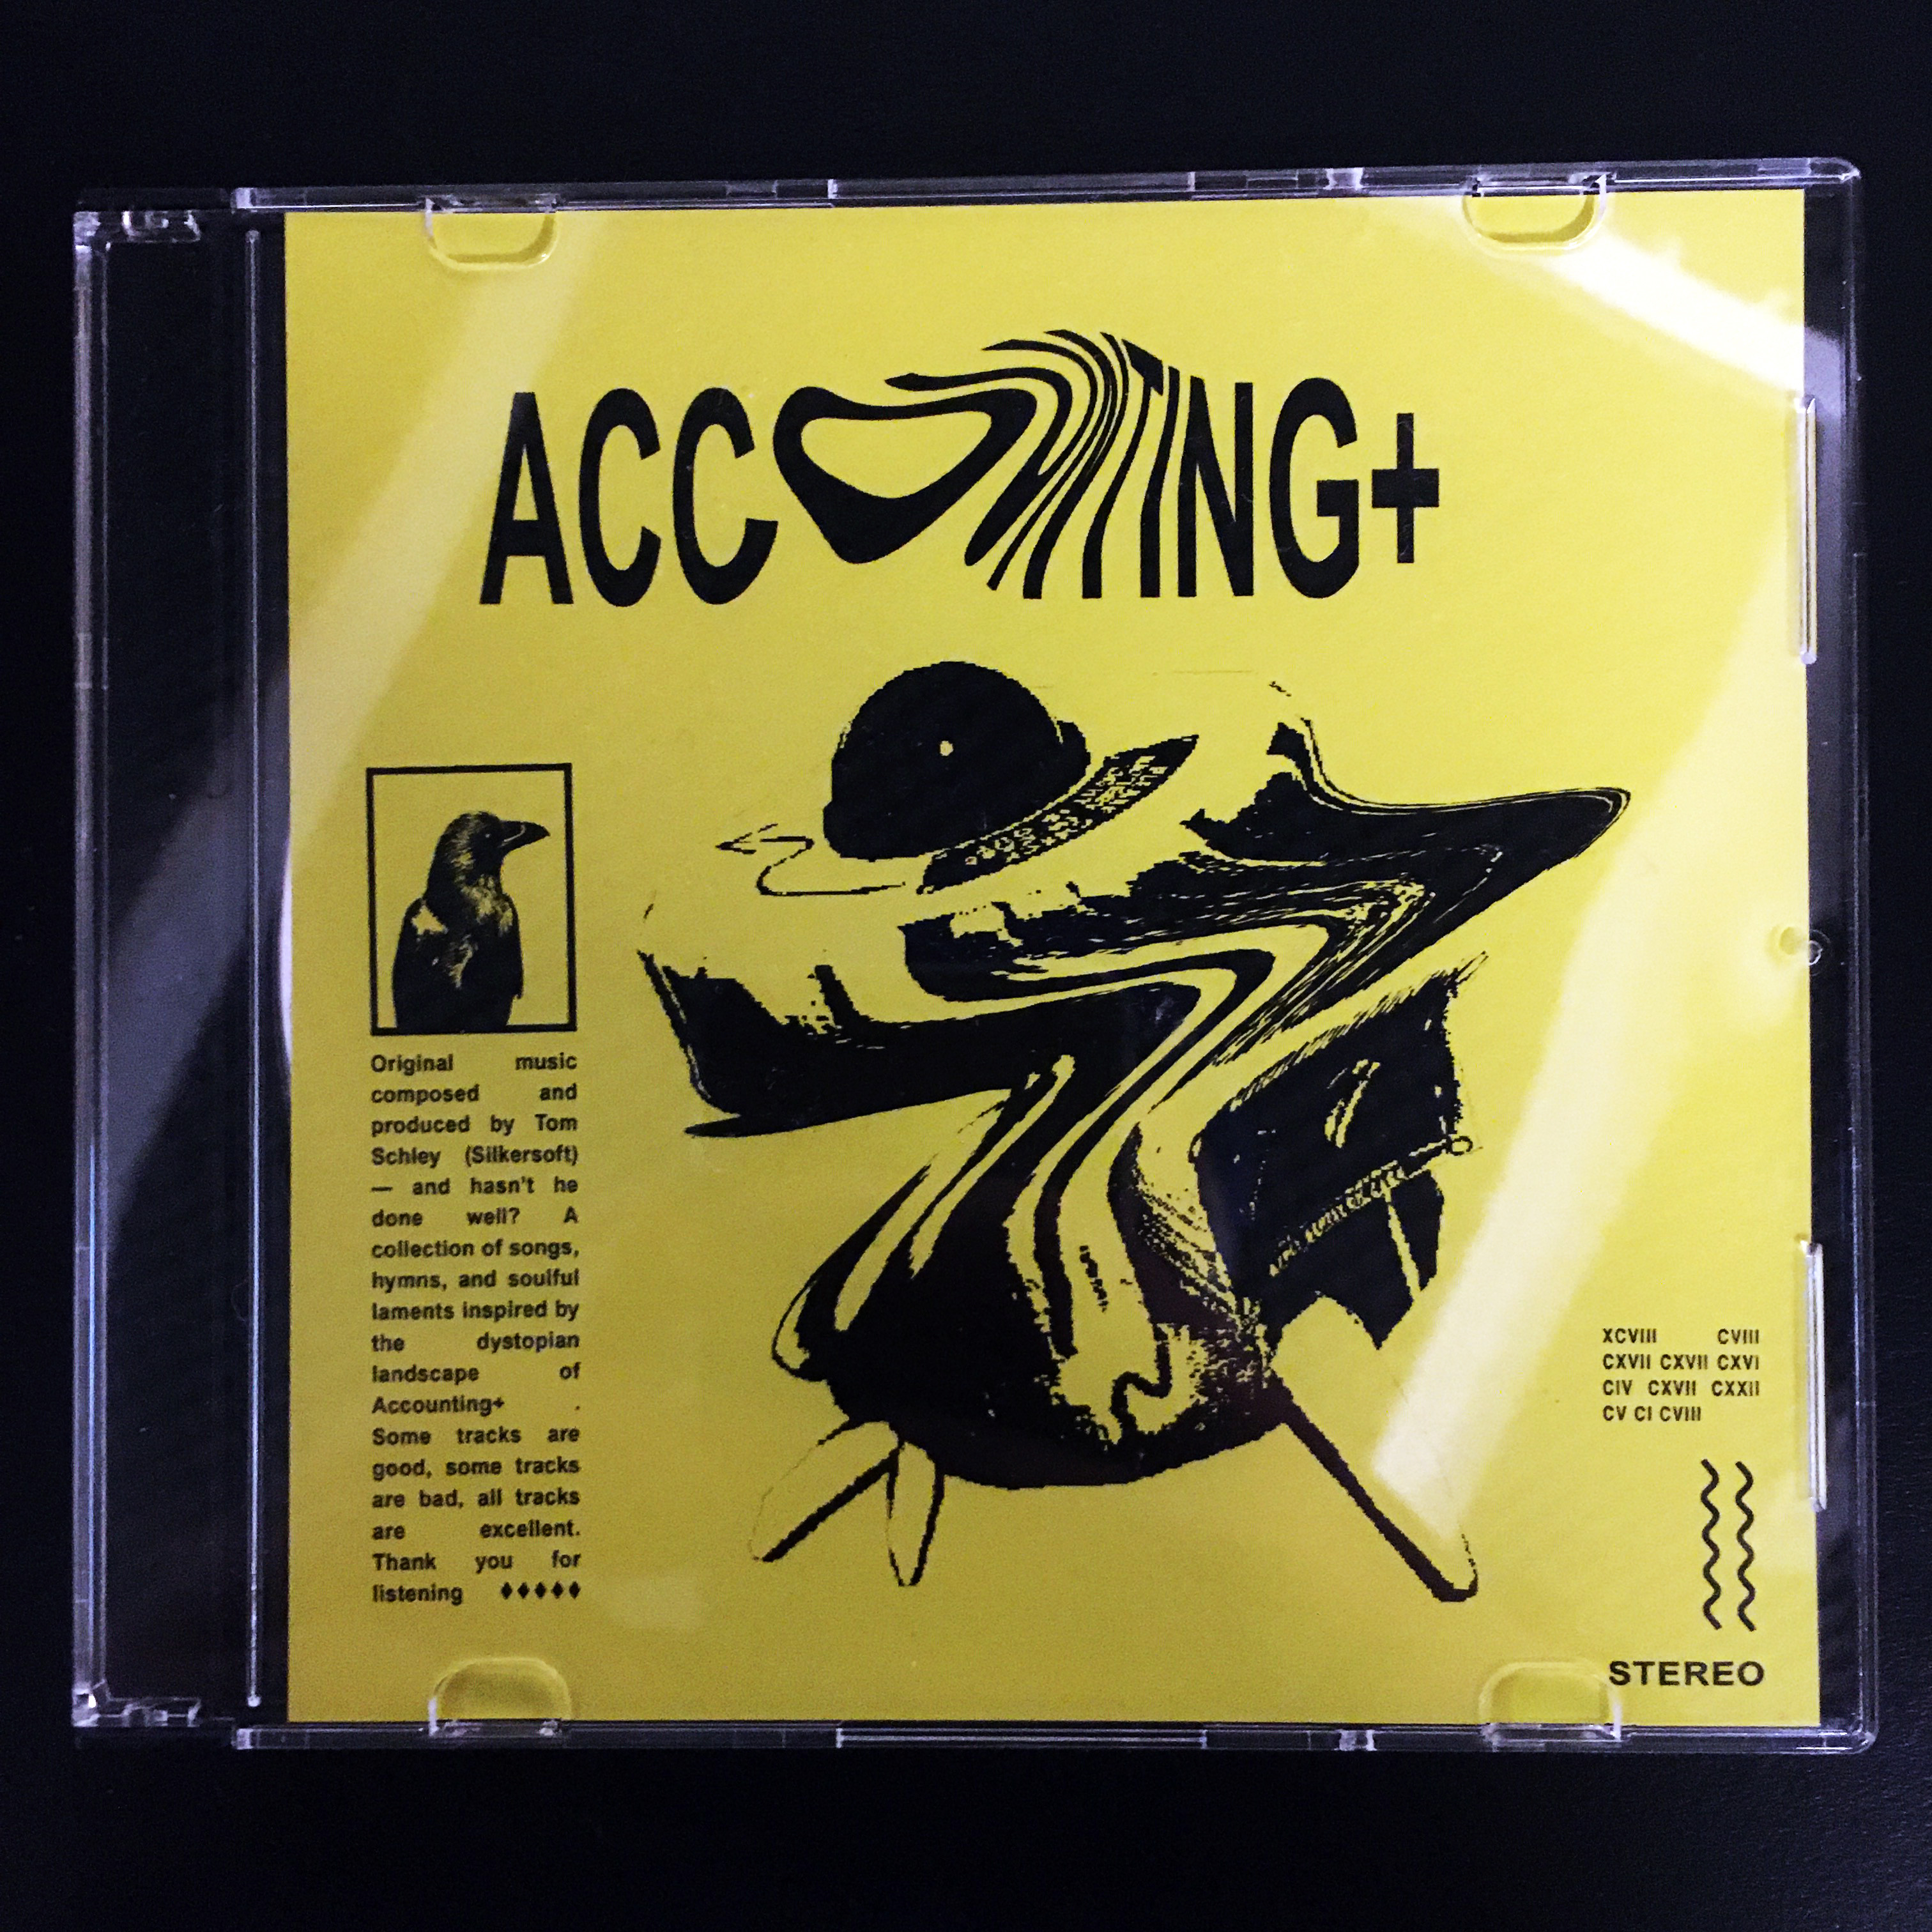 ACCOUNTING+
Original music
composed and
produced by Tom
Schley (Silkersoft)
— and hasn't he
done well? A
collection of songs,
hymns, and soulful
laments inspired by
the dystopian
landscape of
Accounting+ .
Some tracks are
good, some tracks
are bad, all tracks
are excellent.
Thank you for
listening ♦♦♦♦♦
XCVIII CVIII
CXVII CXVII CXVI
CIV CXVII CXXII
CV CI CVIII
STEREO